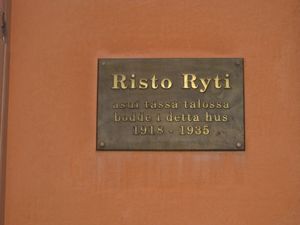 Risto Ryti
asui tässä talossa
bodde i detta hus
1918 - 1935